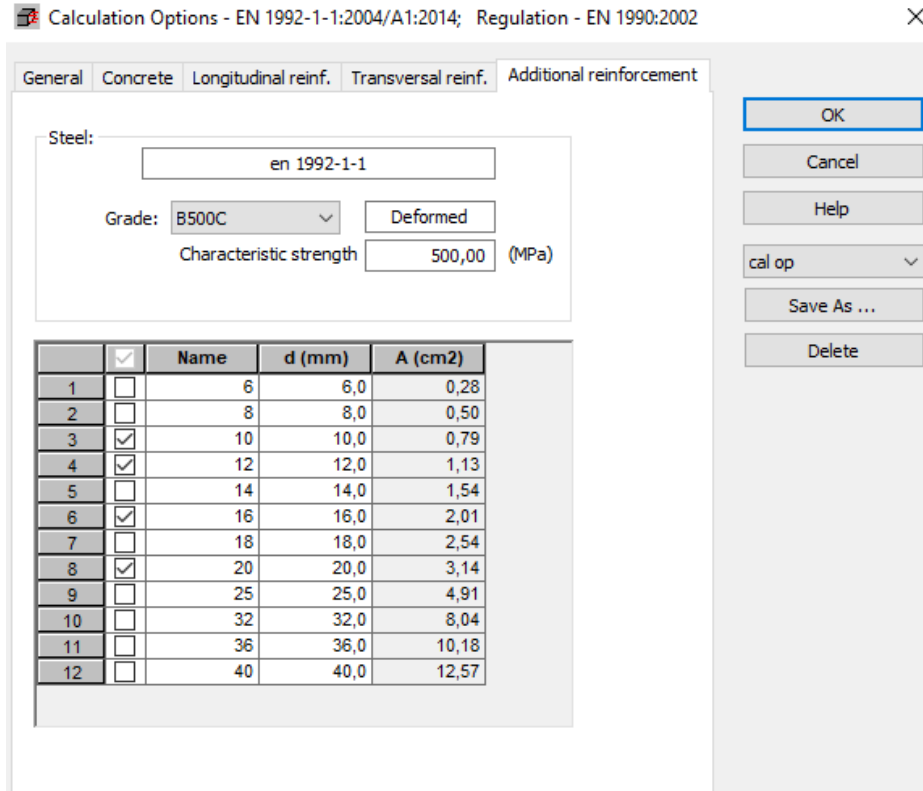 Calculation Options - EN 1992-1-1:2004/A1:2014; Regulation - EN 1990:2002
General Concrete Longitudinal reinf. Transversal reinf. Additional reinforcement
OK
Cancel
Help
cal op
Save As ...
Delete
Steel:
en 1992-1-1
Grade: B500C Deformed
Characteristic strength 500,00 (MPa)
Name d (mm) A (cm2)
1 6 6,0 0,28
2 8 8,0 0,50
3 10 10,0 0,79
4 12 12,0 1,13
5 14 14,0 1,54
6 16 16,0 2,01
7 18 18,0 2,54
8 20 20,0 3,14
9 25 25,0 4,91
10 32 32,0 8,04
11 36 36,0 10,18
12 40 40,0 12,57